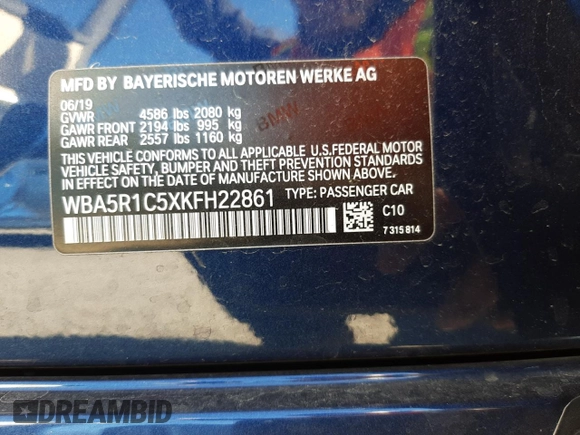 MFD BY BAYERISCHE MOTOREN WERKE AG
06/19
GVWR 4586 lbs 2080 kg
GAWR FRONT 2194 lbs 995 kg
GAWR REAR 2557 lbs 1160 kg
THIS VEHICLE CONFORMS TO ALL APPLICABLE U.S.FEDERAL MOTOR
VEHICLE SAFETY, BUMPER AND THEFT PREVENTION STANDARDS
IN EFFECT ON THE DATE OF MANUFACTURE SHOWN ABOVE.
WBA5R1C5XKFH22861 TYPE: PASSENGER CAR
C10
7 315 814
BMW
BMW
DREAMBID